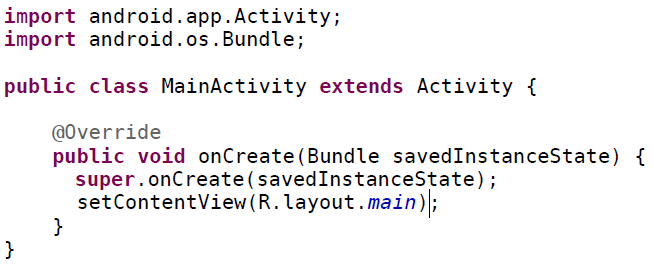 import android.app.Activity;
import android.os.Bundle;
public class MainActivity extends Activity {
@Override
public void onCreate(Bundle savedInstanceState) {
super.onCreate(savedInstanceState);
setContentView(R.layout.main);
}
}